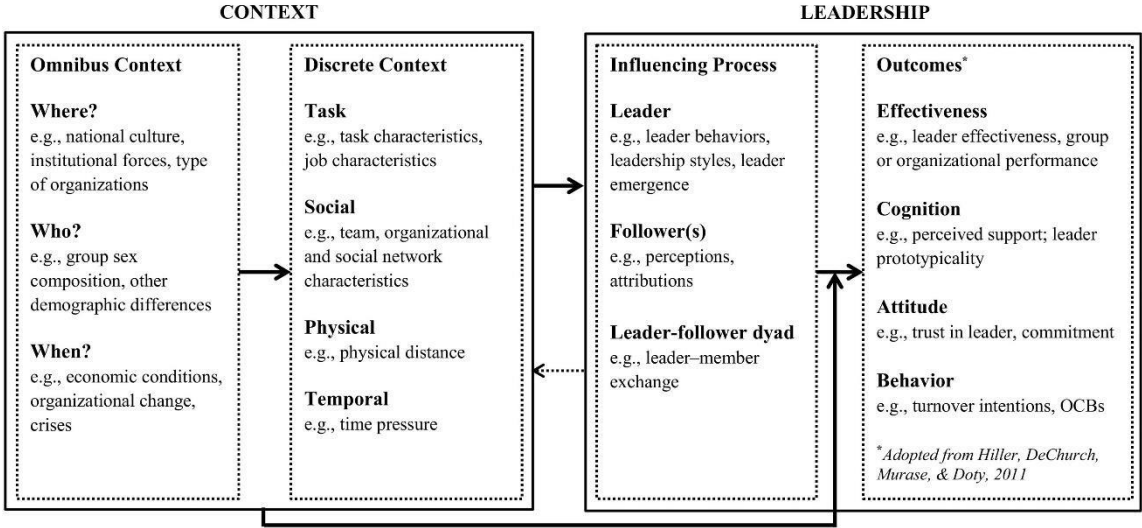 CONTEXT
Omnibus Context
Where?
e.g., national culture,
institutional forces, type
of organizations
Who?
e.g., group sex
composition, other
demographic differences
When?
e.g., economic conditions,
organizational change,
crises
Discrete Context
Task
e.g., task characteristics,
job characteristics
Social
e.g., team, organizational
and social network
characteristics
Physical
e.g., physical distance
Temporal
e.g., time pressure
LEADERSHIP
Influencing Process
Leader
e.g., leader behaviors,
leadership styles, leader
emergence
Follower(s)
e.g., perceptions,
attributions
Leader-follower dyad
e.g., leader–member
exchange
Outcomes*
Effectiveness
e.g., leader effectiveness, group
or organizational performance
Cognition
e.g., perceived support; leader
prototypicality
Attitude
e.g., trust in leader, commitment
Behavior
e.g., turnover intentions, OCBs
*Adopted from Hiller, DeChurch,
Murase, & Doty, 2011